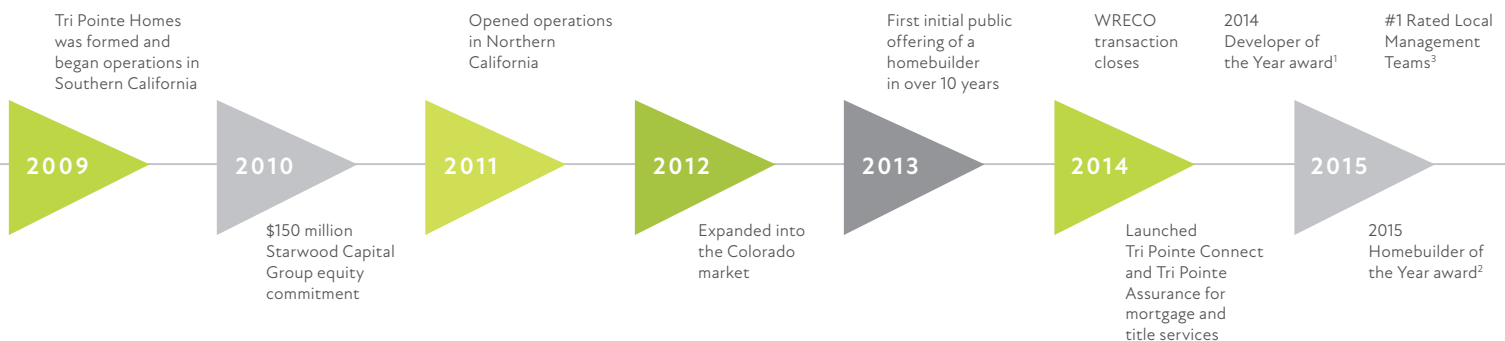 Tri Pointe Homes
was formed and
began operations in
Southern California
2009
2010
$150 million
Starwood Capital
Group equity
commitment
Opened operations
in Northern
California
2011
2012
Expanded into
the Colorado
market
First initial public
offering of a
homebuilder
in over 10 years
2013
WRECO
transaction
closes
2014
Launched
Tri Pointe Connect
and Tri Pointe
Assurance for
mortgage and
title services
2014
Developer of
the Year award¹
#1 Rated Local
Management
Teams³
2015
2015
Homebuilder of
the Year award²